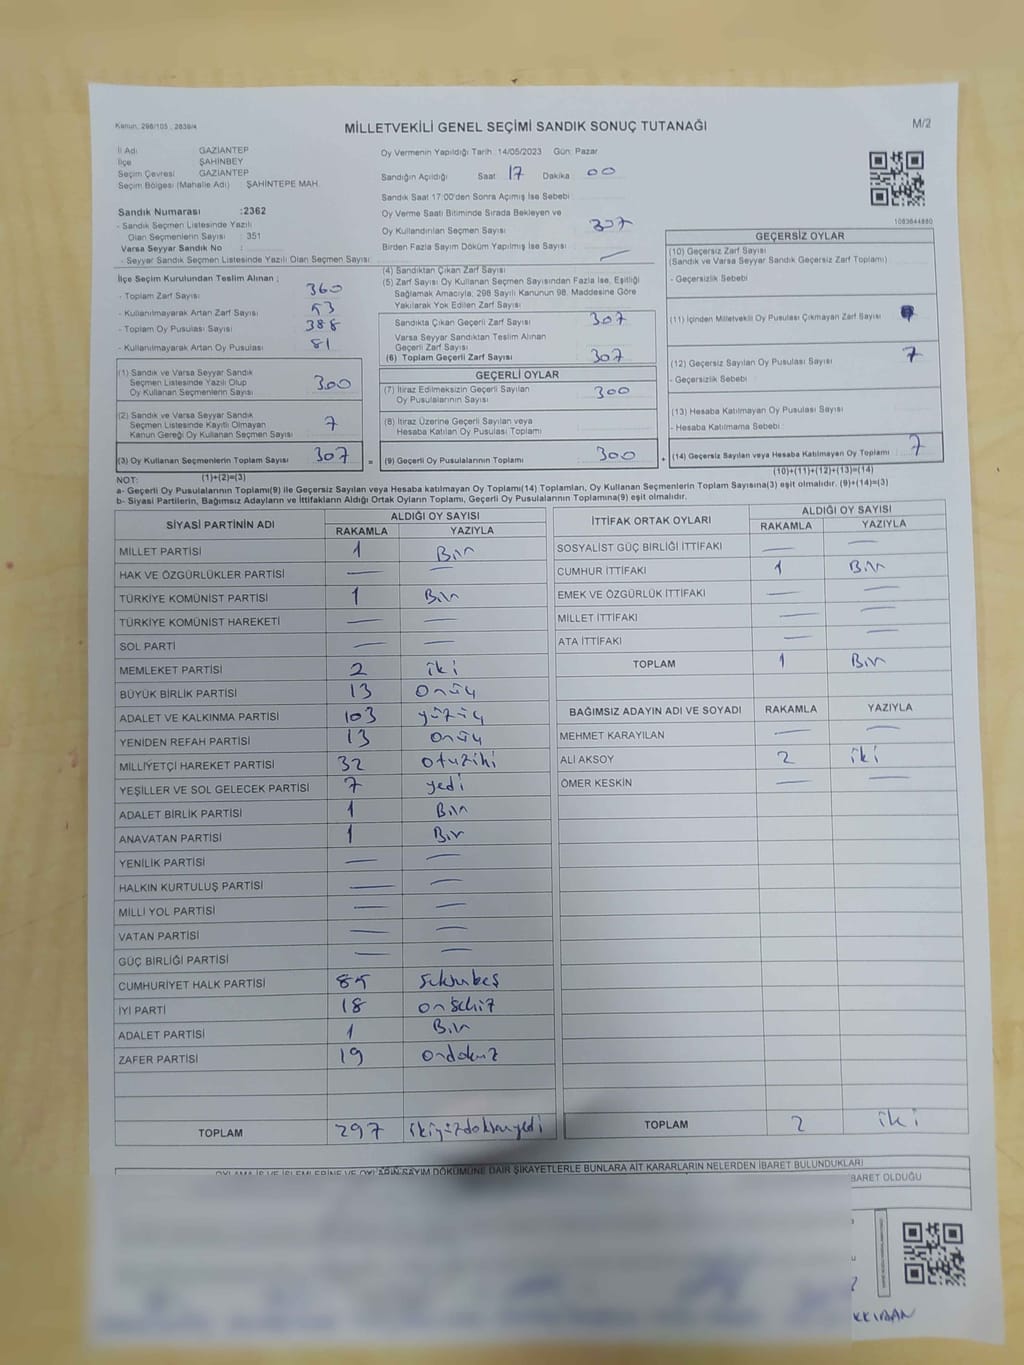 Kanun, 298/105 , 2839/4
MİLLETVEKİLİ GENEL SEÇİMİ SANDIK SONUÇ TUTANAĞI
M/2
İl Adı GAZİANTEP
İlçe ŞAHİNBEY
Seçim Çevresi GAZİANTEP
Seçim Bölgesi (Mahalle Adı) ŞAHİNTEPE MAH.
Sandık Numarası :2362
- Sandık Seçmen Listesinde Yazılı
Olan Seçmenlerin Sayısı : 351
Varsa Seyyar Sandık No :
- Seyyar Sandık Seçmen Listesinde Yazılı Olan Seçmen Sayısı :
Oy Vermenin Yapıldığı Tarih :14/05/2023 Gün: Pazar
Sandığın Açıldığı Saat 17 Dakika : 00
Sandık Saat 17:00'den Sonra Açımış İse Sebebi
Oy Verme Saati Bitiminde Sırada Bekleyen ve
Oy Kullandırılan Seçmen Sayısı : 307
Birden Fazla Sayım Döküm Yapılmış İse Sayısı : —
1083644880
İlçe Seçim Kurulundan Teslim Alınan ;
- Toplam Zarf Sayısı : 360
- Kullanılmayarak Artan Zarf Sayısı : 53
- Toplam Oy Pusulası Sayısı : 388
- Kullanılmayarak Artan Oy Pusulası : 81
(1) Sandık ve Varsa Seyyar Sandık
Seçmen Listesinde Yazılı Olup
Oy Kullanan Seçmenlerin Sayısı : 300
(2) Sandık ve Varsa Seyyar Sandık
Seçmen Listesinde Kayıtlı Olmayan
Kanun Gereği Oy Kullanan Seçmen Sayısı : 7
(3) Oy Kullanan Seçmenlerin Toplam Sayısı : 307
(4) Sandıktan Çıkan Zarf Sayısı
(5) Zarf Sayısı Oy Kullanan Seçmen Sayısından Fazla İse, Eşitliği
Sağlamak Amacıyla; 298 Sayılı Kanunun 98. Maddesine Göre
Yakılarak Yok Edilen Zarf Sayısı
Sandıkta Çıkan Geçerli Zarf Sayısı : 307
Varsa Seyyar Sandıktan Teslim Alınan
Geçerli Zarf Sayısı
(6) Toplam Geçerli Zarf Sayısı : 307
GEÇERLİ OYLAR
(7) İtiraz Edilmeksizin Geçerli Sayılan
Oy Pusulalarının Sayısı : 300
(8) İtiraz Üzerine Geçerli Sayılan veya
Hesaba Katılan Oy Pusulası Toplamı :
= (9) Geçerli Oy Pusulalarının Toplamı : 300
GEÇERSİZ OYLAR
(10) Geçersiz Zarf Sayısı
(Sandık ve Varsa Seyyar Sandık Geçersiz Zarf Toplamı)
- Geçersizlik Sebebi
(11) İçinden Milletvekili Oy Pusulası Çıkmayan Zarf Sayısı
(12) Geçersiz Sayılan Oy Pusulası Sayısı : 7
- Geçersizlik Sebebi
(13) Hesaba Katılmayan Oy Pusulası Sayısı
- Hesaba Katılmama Sebebi
+ (14) Geçersiz Sayılan veya Hesaba Katılmayan Oy Toplamı : 7
NOT: (1)+(2)=(3) (10)+(11)+(12)+(13)=(14)
a- Geçerli Oy Pusulalarının Toplamı(9) ile Geçersiz Sayılan veya Hesaba katılmayan Oy Toplamı(14) Toplamları, Oy Kullanan Seçmenlerin Toplam Sayısına(3) eşit olmalıdır. (9)+(14)=(3)
b- Siyasi Partilerin, Bağımsız Adayların ve İttifakların Aldığı Ortak Oyların Toplamı, Geçerli Oy Pusulalarının Toplamına(9) eşit olmalıdır.
SİYASİ PARTİNİN ADI ALDIĞI OY SAYISI
RAKAMLA YAZIYLA
MİLLET PARTİSİ 1 Bir
HAK VE ÖZGÜRLÜKLER PARTİSİ — —
TÜRKİYE KOMÜNİST PARTİSİ 1 Bir
TÜRKİYE KOMÜNİST HAREKETİ — —
SOL PARTİ — —
MEMLEKET PARTİSİ 2 iki
BÜYÜK BİRLİK PARTİSİ 13 onüç
ADALET VE KALKINMA PARTİSİ 103 yüzüç
YENİDEN REFAH PARTİSİ 13 onüç
MİLLİYETÇİ HAREKET PARTİSİ 32 otuziki
YEŞİLLER VE SOL GELECEK PARTİSİ 7 yedi
ADALET BİRLİK PARTİSİ 1 Bir
ANAVATAN PARTİSİ 1 Bir
YENİLİK PARTİSİ — —
HALKIN KURTULUŞ PARTİSİ — —
MİLLİ YOL PARTİSİ — —
VATAN PARTİSİ — —
GÜÇ BİRLİĞİ PARTİSİ — —
CUMHURİYET HALK PARTİSİ 85 seksenbeş
İYİ PARTİ 18 onsekiz
ADALET PARTİSİ 1 Bir
ZAFER PARTİSİ 19 ondokuz
TOPLAM 297 ikiyüzdoksanyedi
İTTİFAK ORTAK OYLARI ALDIĞI OY SAYISI
RAKAMLA YAZIYLA
SOSYALİST GÜÇ BİRLİĞİ İTTİFAKI — —
CUMHUR İTTİFAKI 1 Bir
EMEK VE ÖZGÜRLÜK İTTİFAKI — —
MİLLET İTTİFAKI — —
ATA İTTİFAKI — —
TOPLAM 1 Bir
BAĞIMSIZ ADAYIN ADI VE SOYADI RAKAMLA YAZIYLA
MEHMET KARAYILAN — —
ALİ AKSOY 2 iki
ÖMER KESKİN — —
TOPLAM 2 iki
OYLAMA İŞ VE İŞLEMLERİNE VE OYLARIN SAYIM DÖKÜMÜNE DAİR ŞİKAYETLERLE BUNLARA AİT KARARLARIN NELERDEN İBARET BULUNDUKLARI
BARET OLDUĞU